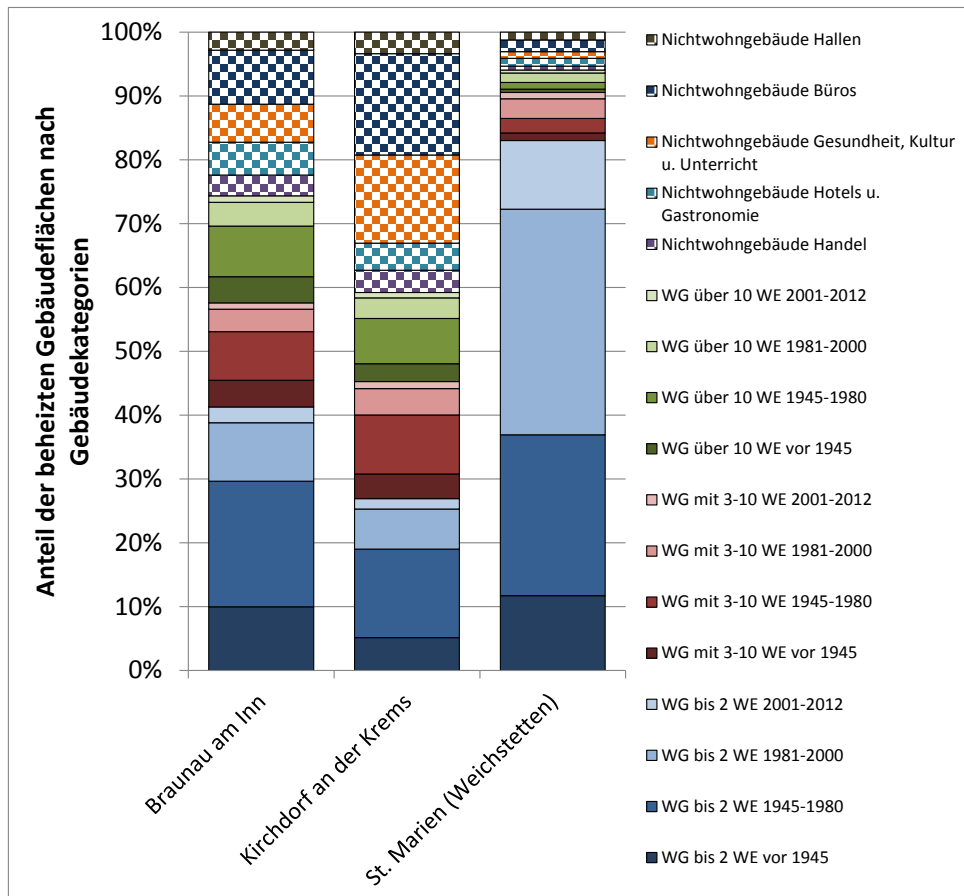 Anteil der beheizten Gebäudeflächen nach
Gebäudekategorien
100%
90%
80%
70%
60%
50%
40%
30%
20%
10%
0%
Braunau am Inn
Kirchdorf an der Krems
St. Marien (Weichstetten)
Nichtwohngebäude Hallen
Nichtwohngebäude Büros
Nichtwohngebäude Gesundheit, Kultur
u. Unterricht
Nichtwohngebäude Hotels u.
Gastronomie
Nichtwohngebäude Handel
WG über 10 WE 2001-2012
WG über 10 WE 1981-2000
WG über 10 WE 1945-1980
WG über 10 WE vor 1945
WG mit 3-10 WE 2001-2012
WG mit 3-10 WE 1981-2000
WG mit 3-10 WE 1945-1980
WG mit 3-10 WE vor 1945
WG bis 2 WE 2001-2012
WG bis 2 WE 1981-2000
WG bis 2 WE 1945-1980
WG bis 2 WE vor 1945